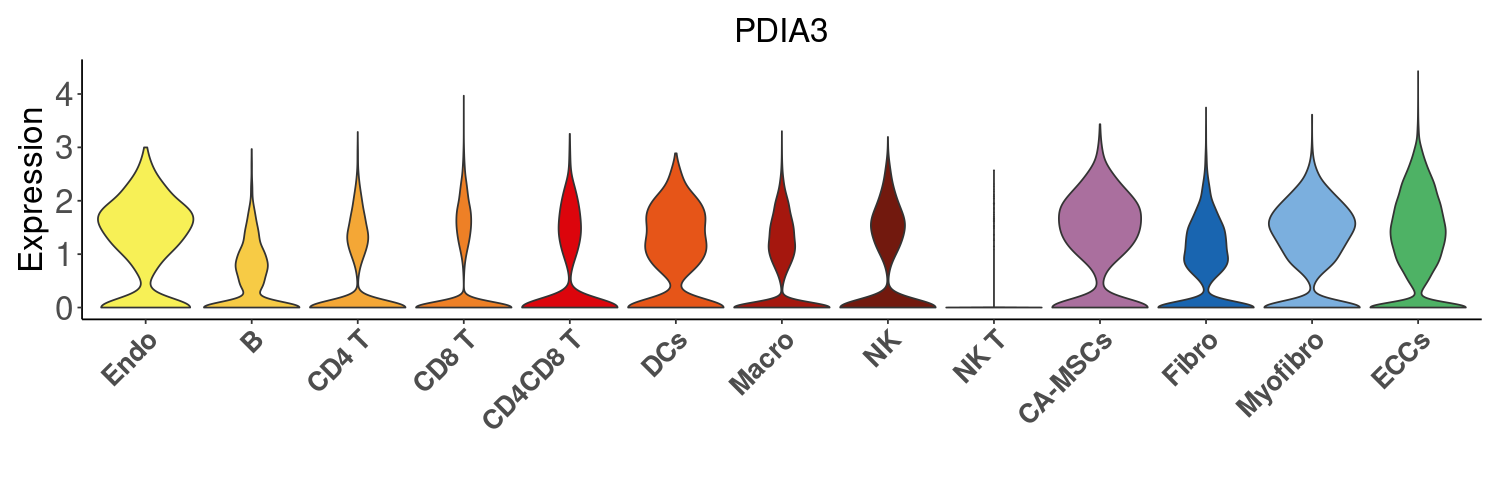 PDIA3
Expression
4
3
2
1
0
Endo
B
CD4 T
CD8 T
CD4CD8 T
DCs
Macro
NK
NK T
CA-MSCs
Fibro
Myofibro
ECCs